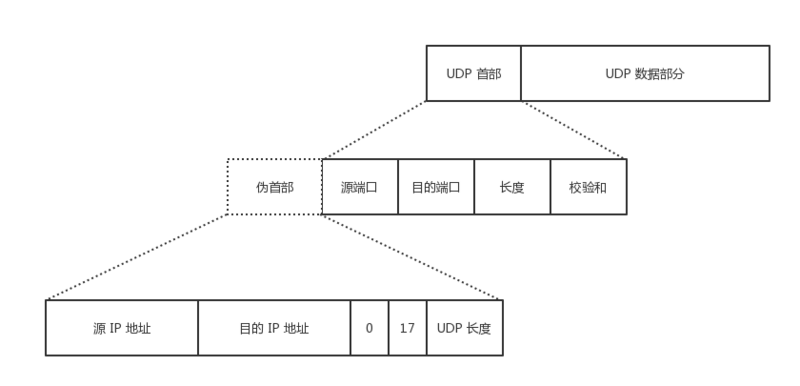 UDP 首部
UDP 数据部分
伪首部
源端口
目的端口
长度
校验和
源 IP 地址
目的 IP 地址
0
17
UDP 长度